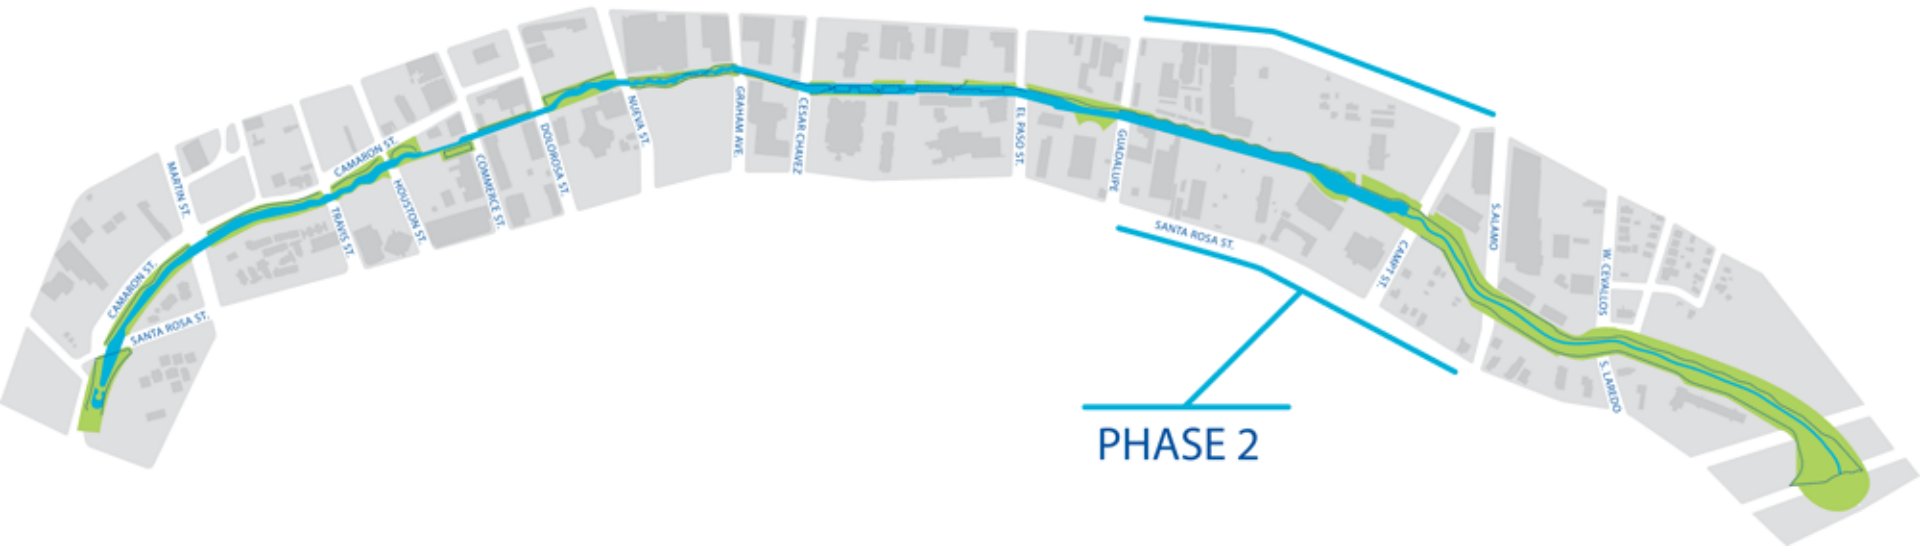 MARTIN ST.
CAMARON ST.
SANTA ROSA ST.
CAMARON ST.
TRAVIS ST.
HOUSTON ST.
COMMERCE ST.
DOLOROSA ST.
NUEVA ST.
GRAHAM AVE.
CESAR CHAVEZ
EL PASO ST.
GUADALUPE
SANTA ROSA ST.
CAMPT ST.
S.ALAMO
W. CEVALLOS
S. LAREDO
PHASE 2